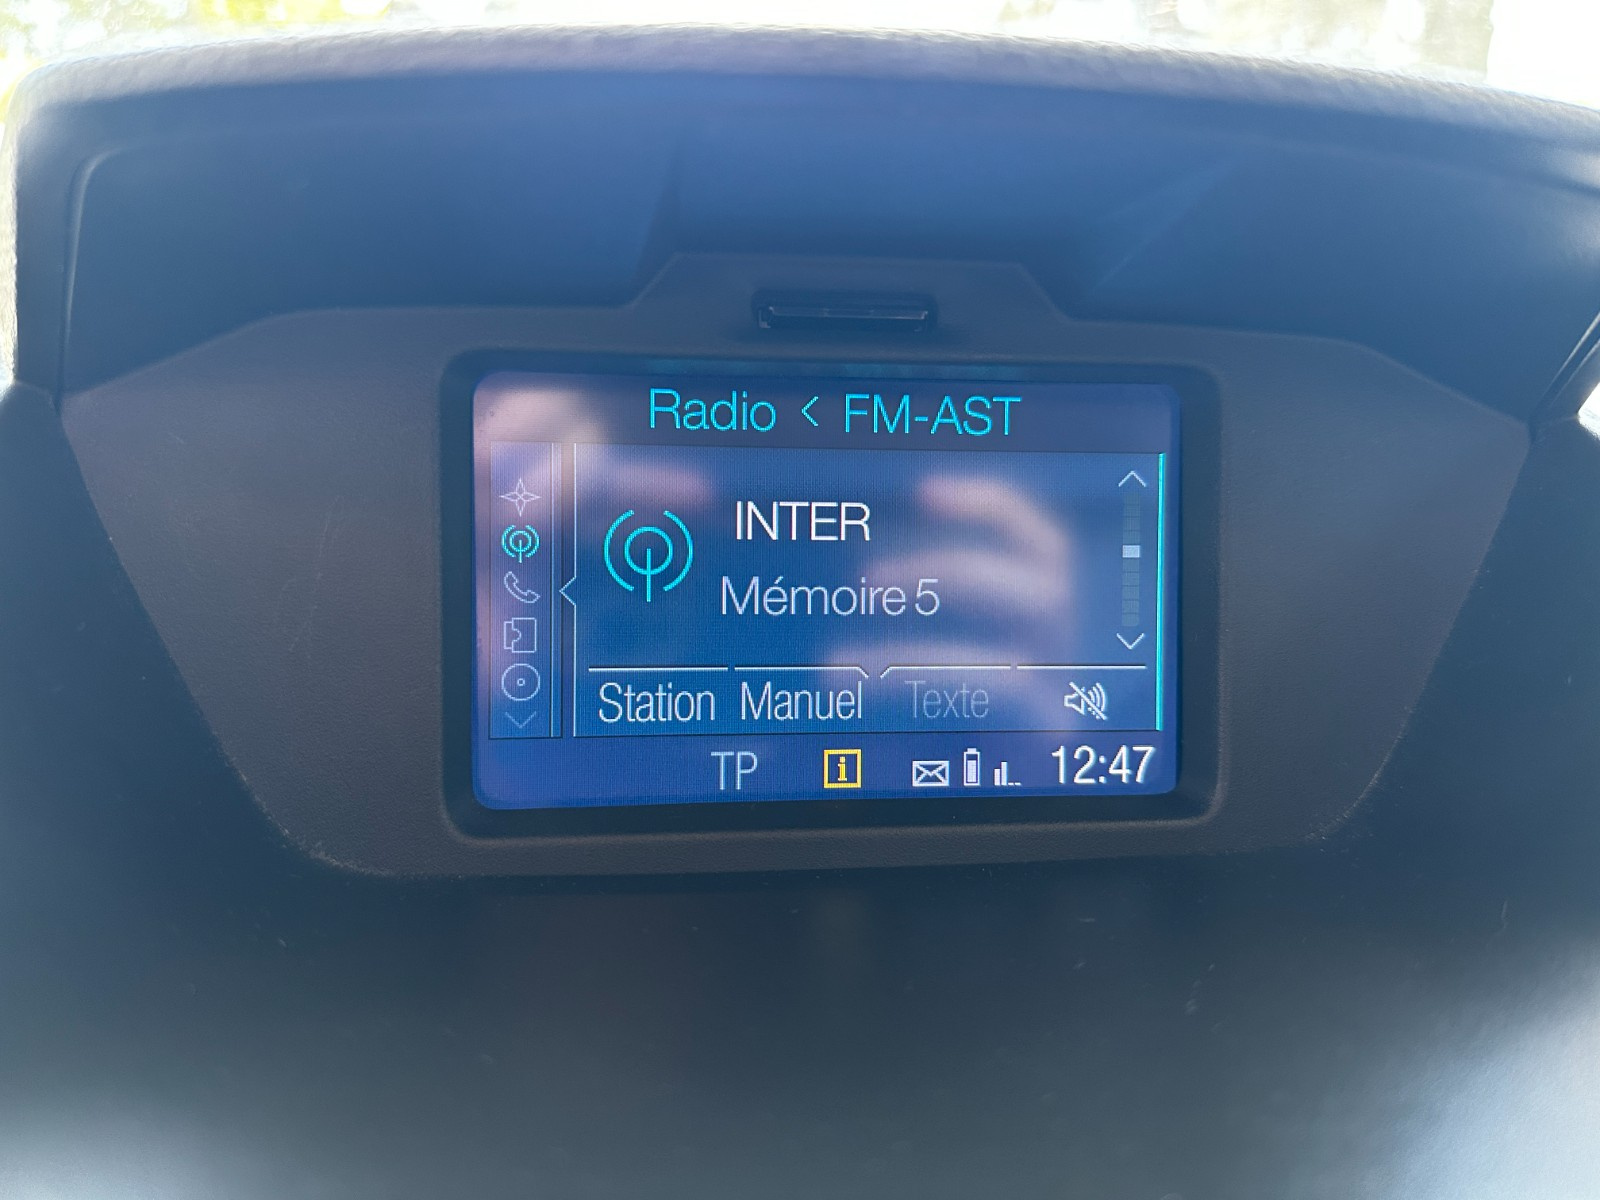 Radio < FM-AST
INTER
Mémoire 5
Station Manuel Texte
TP i 12:47